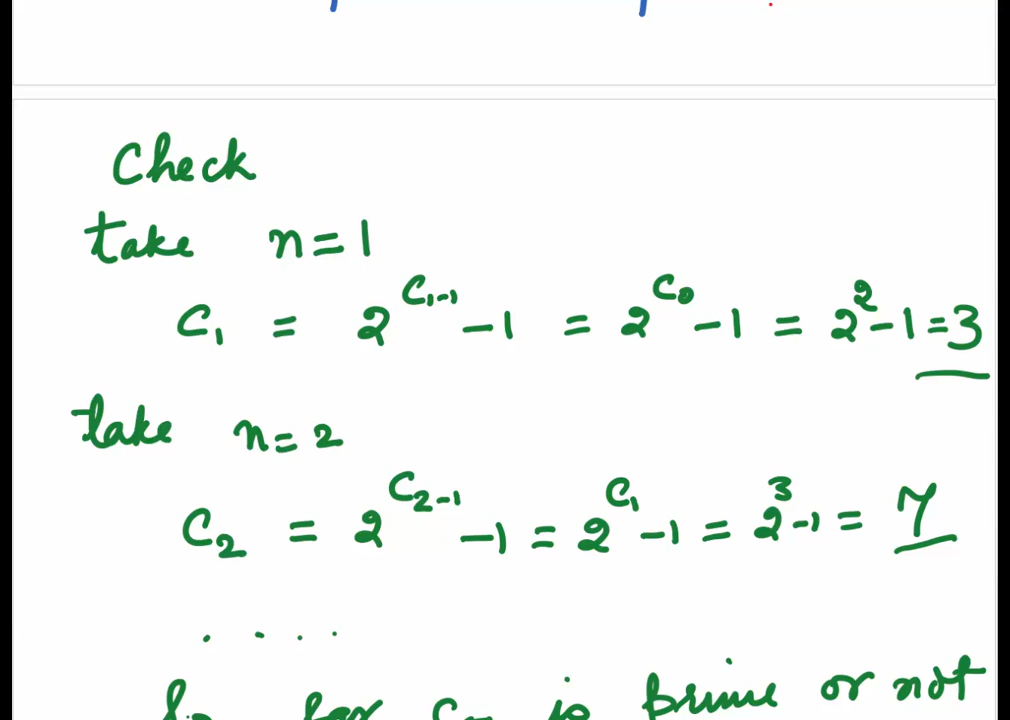 Check
take n = 1
C₁ = 2^(C₁₋₁) - 1 = 2^(C₀) - 1 = 2² - 1 = 3
take n = 2
C₂ = 2^(C₂₋₁) - 1 = 2^(C₁) - 1 = 2³ - 1 = 7
. . . .
is prime or not